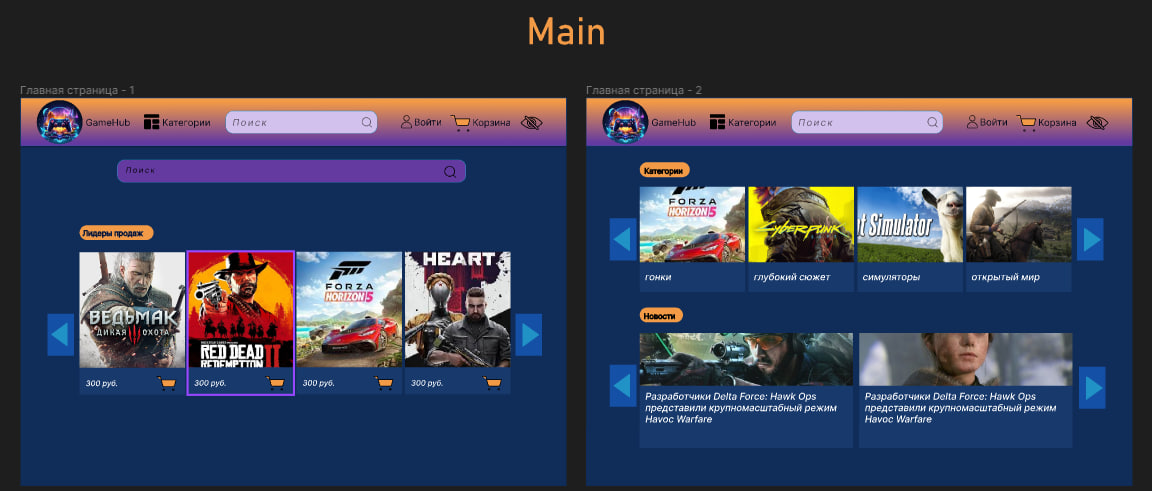 Main
Главная страница - 1
GameHub
Категории
Поиск
Войти
Корзина
Поиск
Лидеры продаж
ВЕДЬМАК
ДИКАЯ ОХОТА
RED DEAD
REDEMPTION II
FORZA
HORIZON 5
HEART
300 руб.
300 руб.
300 руб.
300 руб.
Главная страница - 2
GameHub
Категории
Поиск
Войти
Корзина
Категории
FORZA
HORIZON 5
CYBERPUNK
t Simulator
гонки
глубокий сюжет
симуляторы
открытый мир
Новости
Разработчики Delta Force: Hawk Ops
представили крупномасштабный режим
Havoc Warfare
Разработчики Delta Force: Hawk Ops
представили крупномасштабный режим
Havoc Warfare